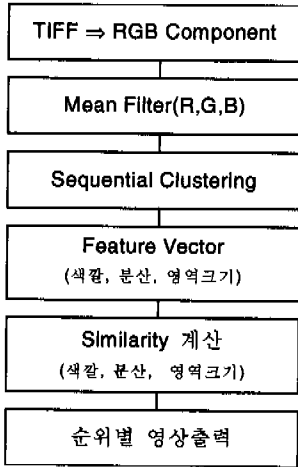 TIFF ⇒ RGB Component
Mean Filter(R,G,B)
Sequential Clustering
Feature Vector
(색깔, 분산, 영역크기)
Similarity 계산
(색깔, 분산, 영역크기)
순위별 영상출력